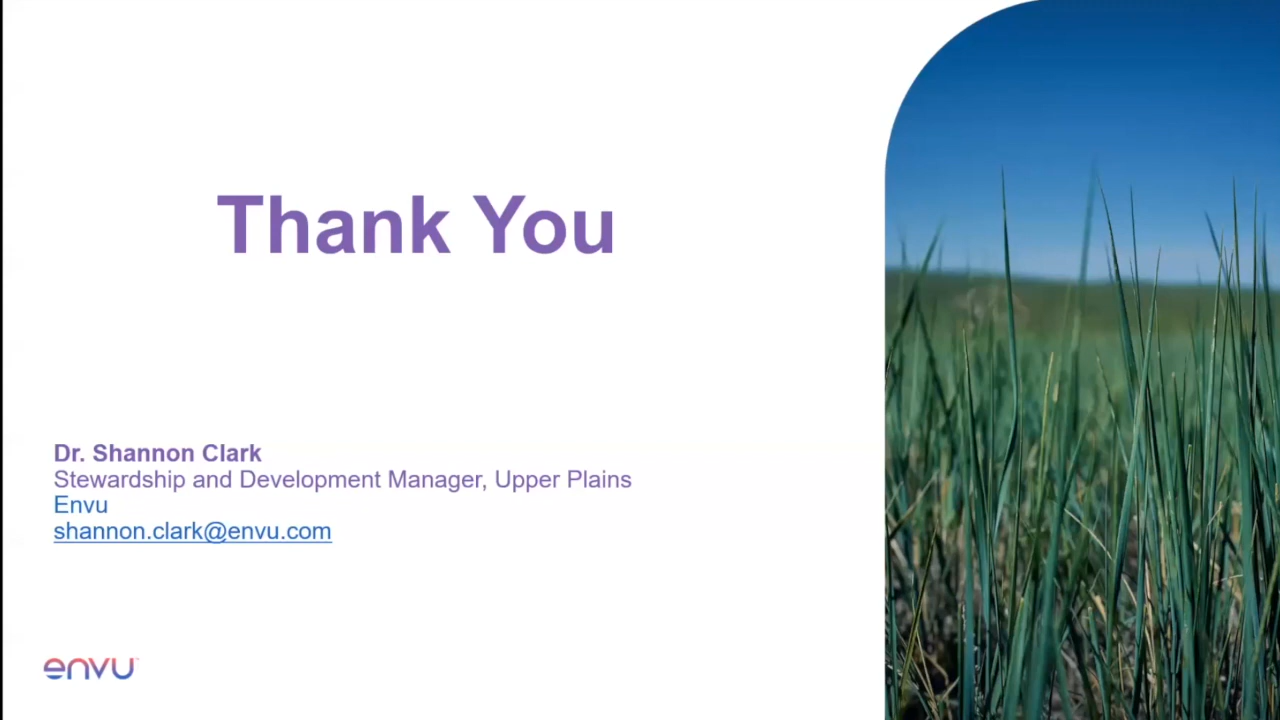 Thank You
Dr. Shannon Clark
Stewardship and Development Manager, Upper Plains
Envu
shannon.clark@envu.com
envu